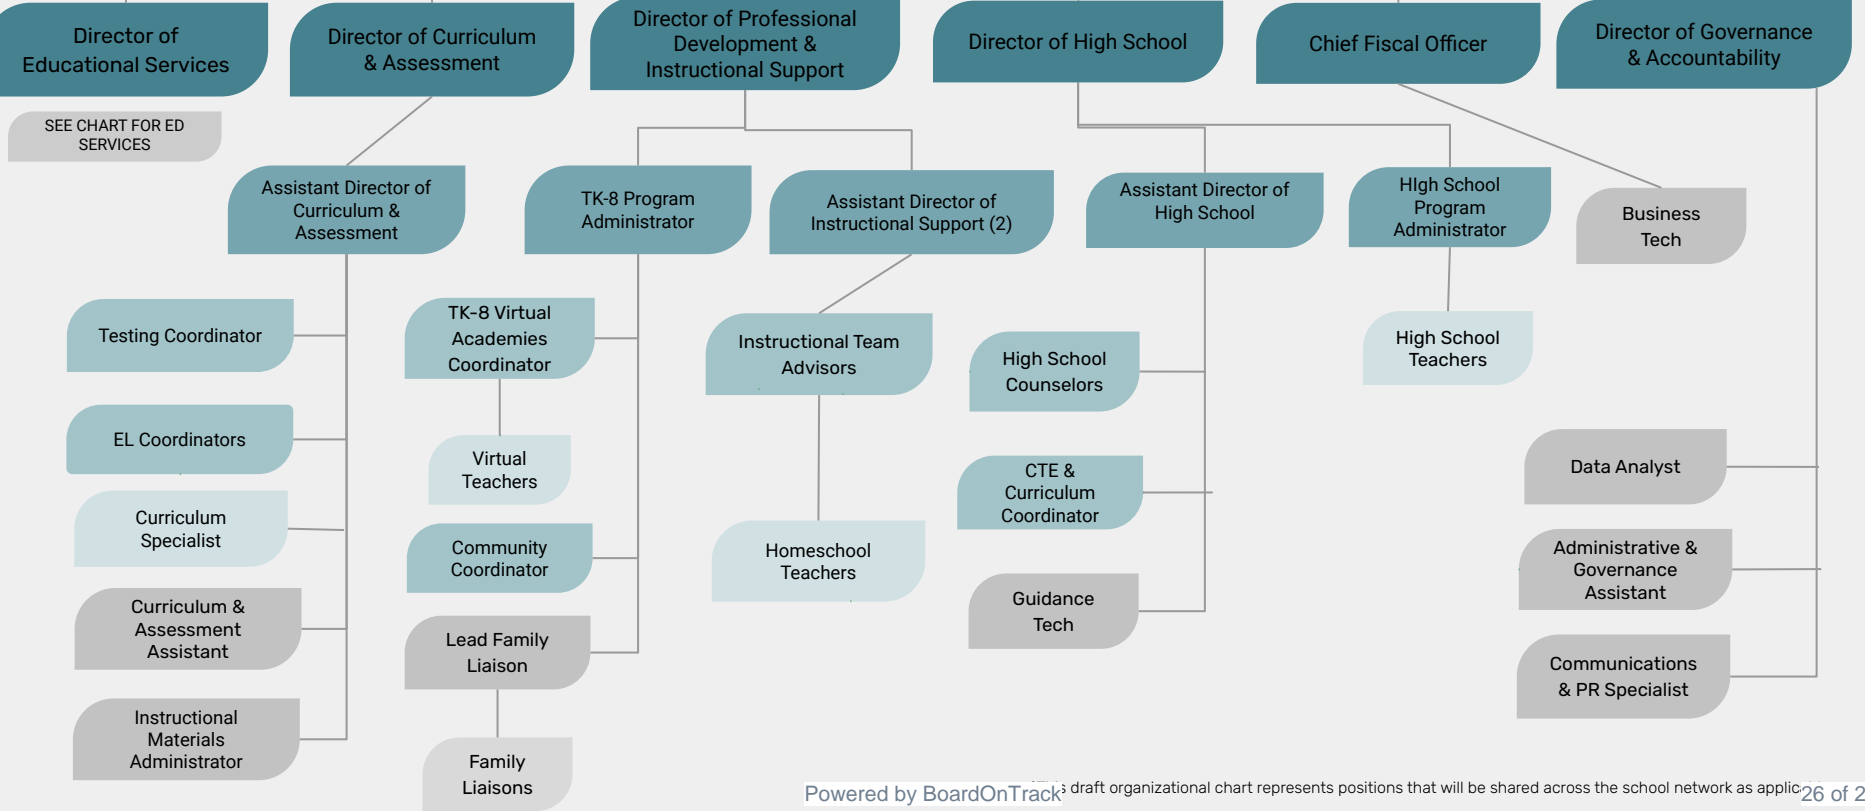 Director of
Educational Services
Director of Curriculum
& Assessment
Director of Professional
Development &
Instructional Support
Director of High School
Chief Fiscal Officer
Director of Governance
& Accountability
SEE CHART FOR ED
SERVICES
Assistant Director of
Curriculum &
Assessment
TK-8 Program
Administrator
Assistant Director of
Instructional Support (2)
Assistant Director of
High School
HIgh School
Program
Administrator
Business
Tech
Testing Coordinator
TK-8 Virtual
Academies
Coordinator
Instructional Team
Advisors
High School
Counselors
High School
Teachers
EL Coordinators
Virtual
Teachers
CTE &
Curriculum
Coordinator
Data Analyst
Curriculum
Specialist
Community
Coordinator
Homeschool
Teachers
Administrative &
Governance
Assistant
Curriculum &
Assessment
Assistant
Lead Family
Liaison
Guidance
Tech
Communications
& PR Specialist
Instructional
Materials
Administrator
Family
Liaisons
draft organizational chart represents positions that will be shared across the school network as
Powered by BoardOnTrack
26 of 2